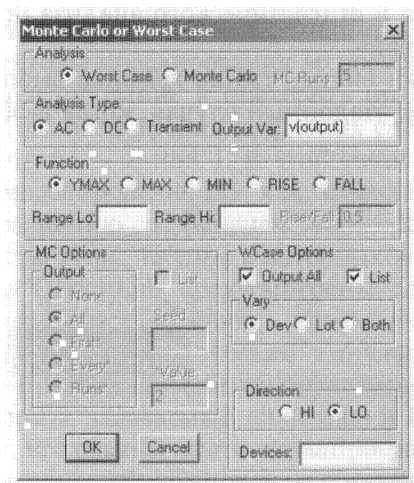 Monte Carlo or Worst Case
Analysis
Worst Case Monte Carlo MC Runs 5
Analysis Type
AC DC Transient Output Var: v(output)
Function
YMAX MAX MIN RISE FALL
Range Lo: Range Hi: Rise/Fall 0.5
MC Options
Output
None
All
First*
Every*
Runs*
List
Seed
Value:
2
WCase Options
Output All List
Vary
Dev Lot Both
Direction
HI LO
Devices:
OK Cancel